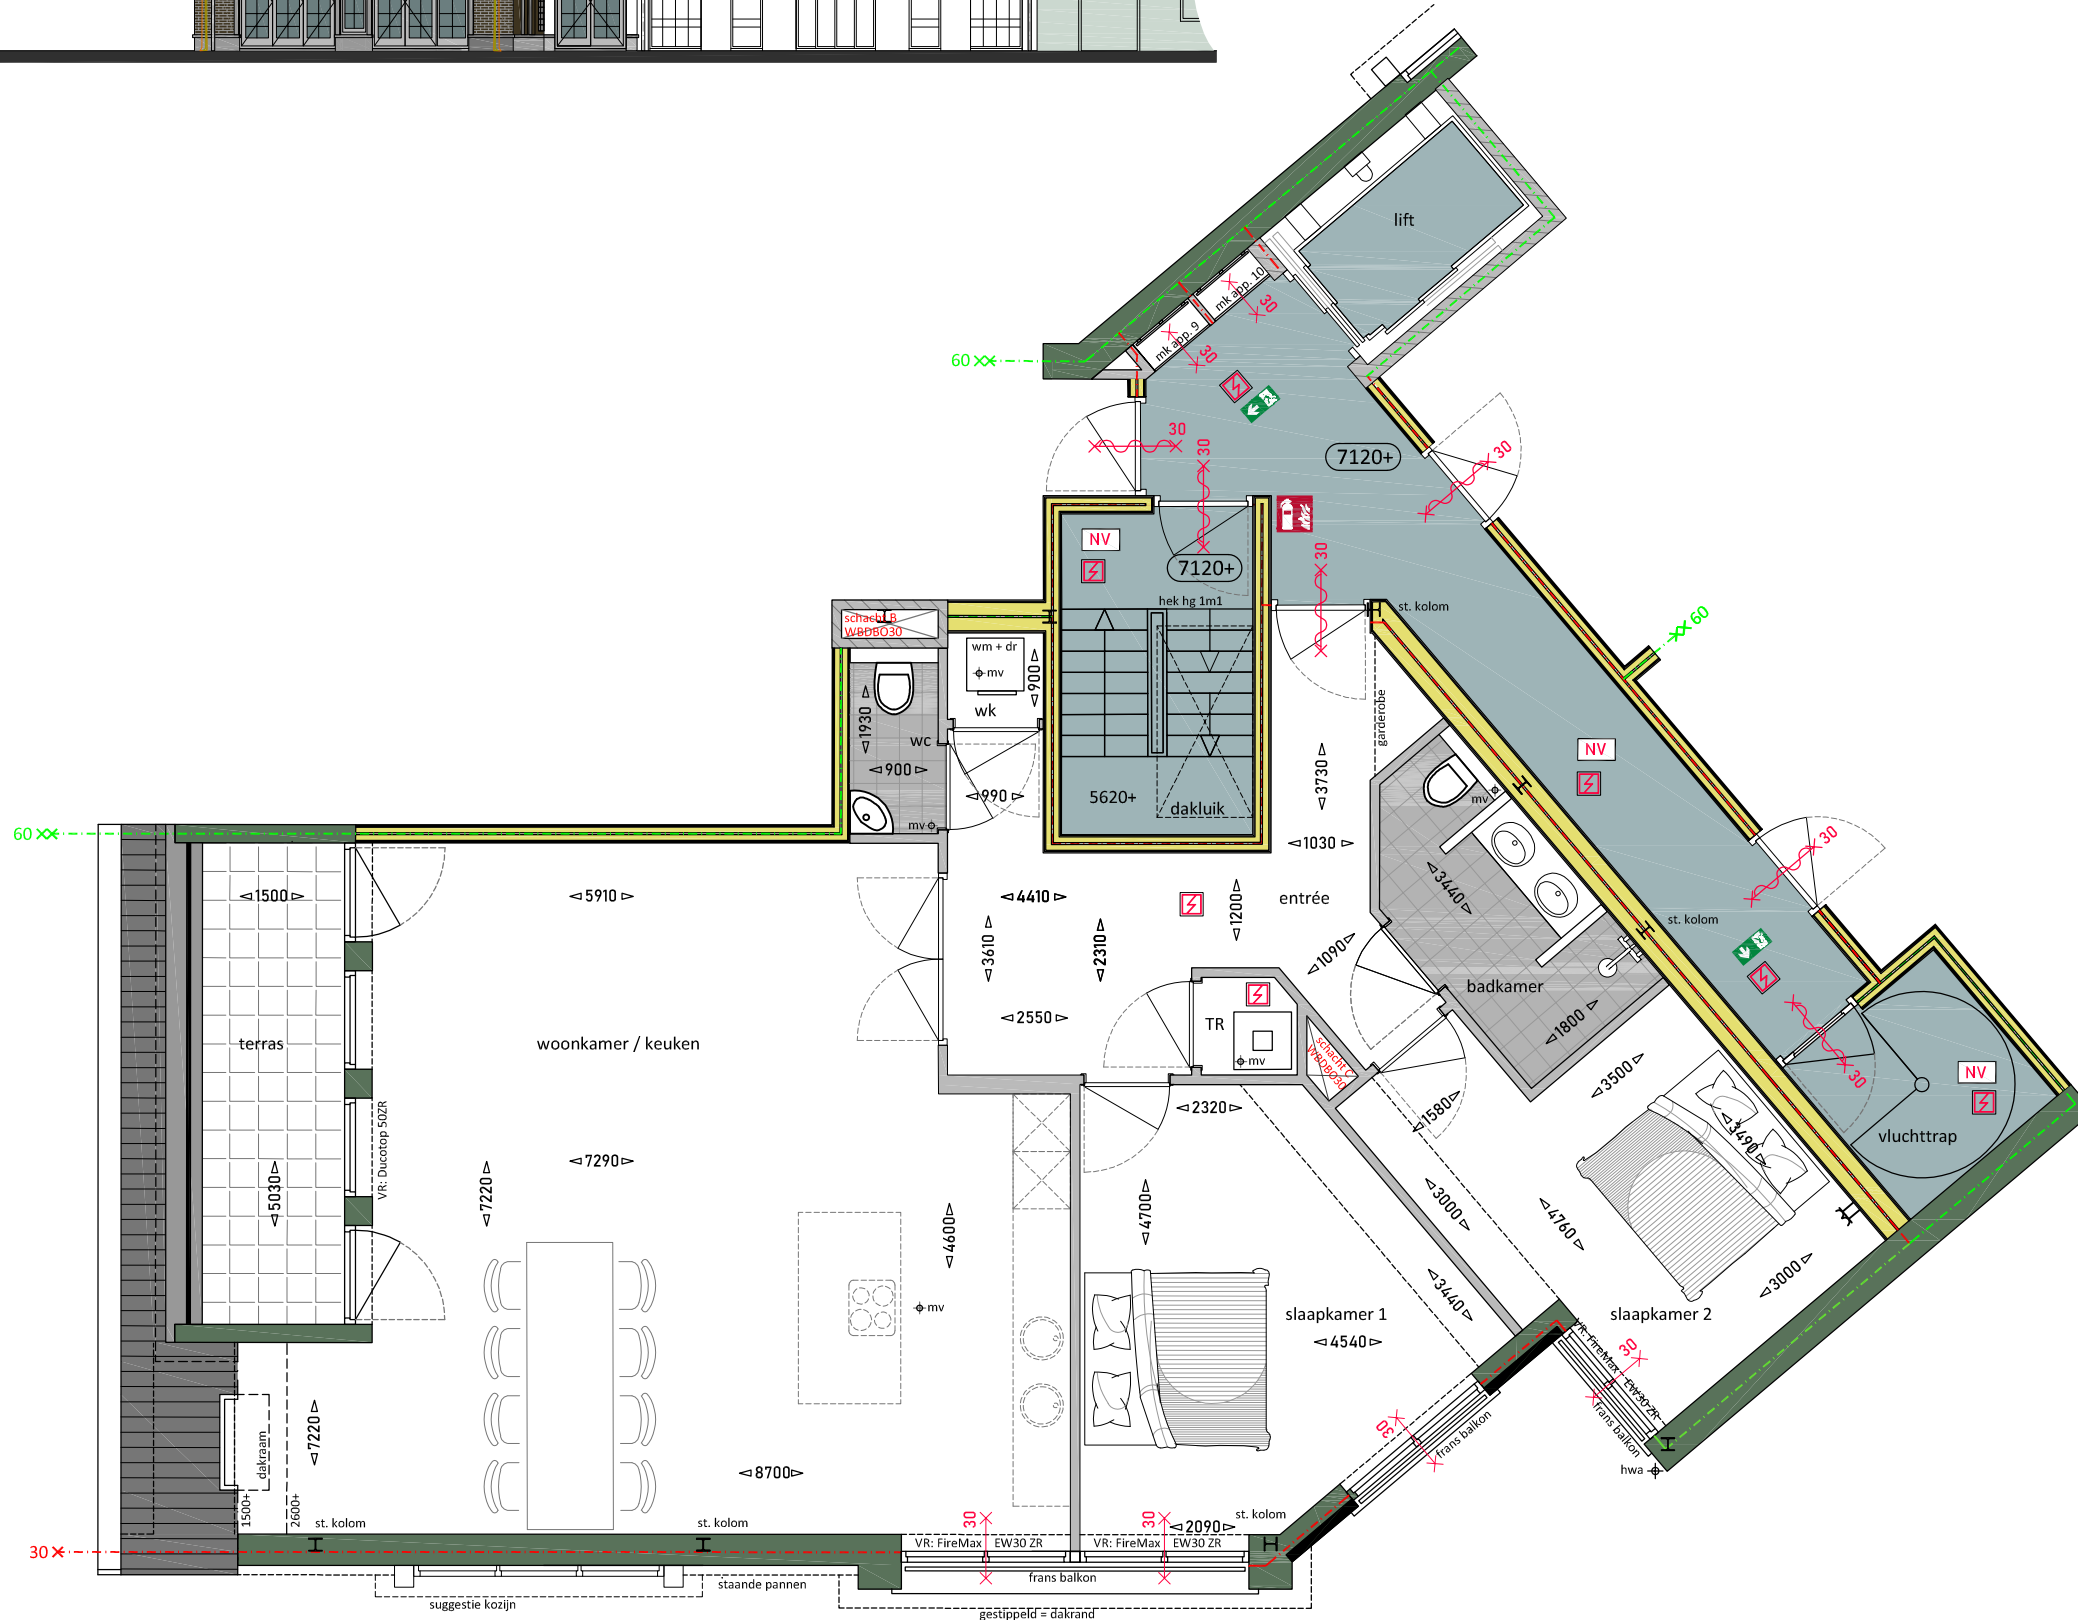 lift
mk app. 10
30
mk app. 9
30
60
30
30
7120+
30
NV
7120+
30
hek hg 1m1
st. kolom
60
schacht B
WBDBO30
wm + dr
mv
900
wk
1930
wc
900
990
mv
5620+
dakluik
garderobe
3730
1030
mv
NV
30
60
1500
5910
4410
3610
2310
1200
entrée
1090
3440
st. kolom
badkamer
1800
terras
woonkamer / keuken
2550
TR
mv
schacht C
WBDBO30
3500
30
NV
vluchttrap
2320
1580
3490
VR: Ducotop 50ZR
7290
5030
7220
4600
4700
3000
4760
3000
mv
3440
slaapkamer 1
4540
slaapkamer 2
VR: FireMax EW30 ZR
30
frans balkon
hwa
30
frans balkon
7220
dakraam
8700
1500+
2600+
st. kolom
st. kolom
30
30
2090
st. kolom
30
VR: FireMax EW30 ZR
VR: FireMax EW30 ZR
frans balkon
staande pannen
suggestie kozijn
gestippeld = dakrand